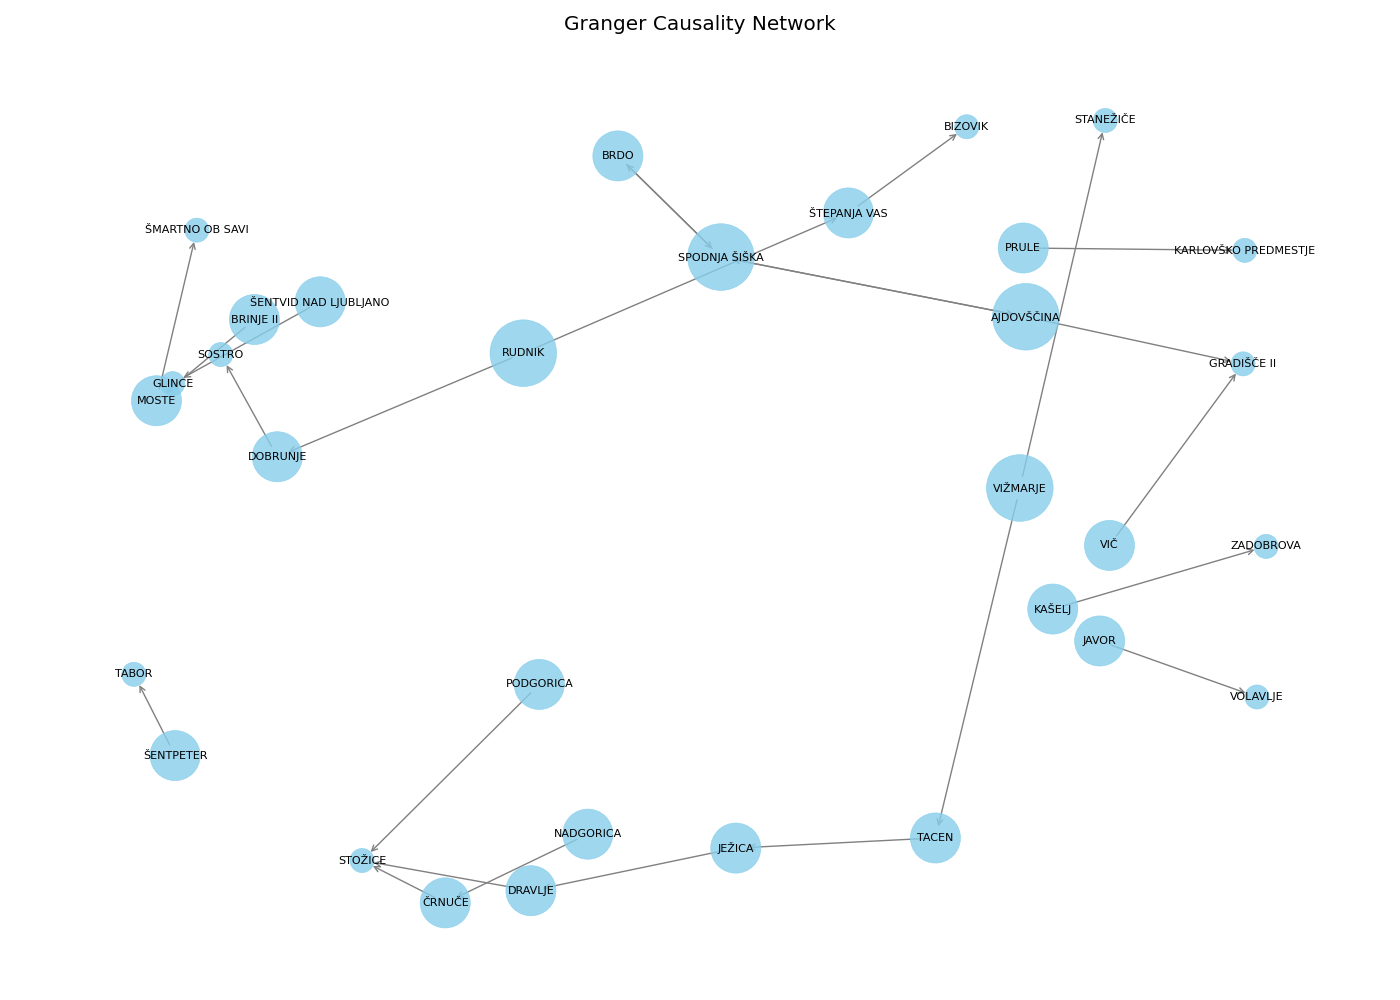 Granger Causality Network
STANEŽIČE
BIZOVIK
BRDO
ŠTEPANJA VAS
ŠMARTNO OB SAVI
PRULE
KARLOVŠKO PREDMESTJE
SPODNJA ŠIŠKA
ŠENTVID NAD LJUBLJANO
BRINJE II
AJDOVŠČINA
RUDNIK
SOSTRO
GRADIŠČE II
GLINCE
MOSTE
DOBRUNJE
VIŽMARJE
VIČ
ZADOBROVA
KAŠELJ
JAVOR
TABOR
PODGORICA
VOLAVLJE
ŠENTPETER
NADGORICA
TACEN
JEŽICA
STOŽICE
DRAVLJE
ČRNUČE